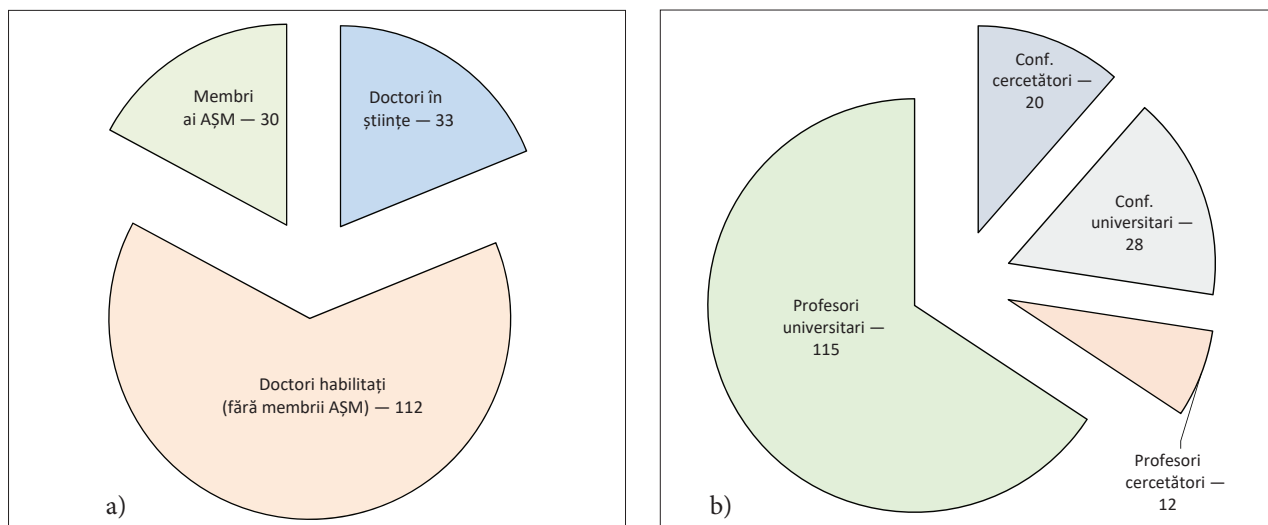 Membri
ai AȘM — 30
Doctori în
științe — 33
Doctori habilitați
(fără membrii AȘM) — 112
a)
Conf.
cercetători —
20
Conf.
universitari —
28
Profesori
universitari —
115
Profesori
cercetători —
12
b)